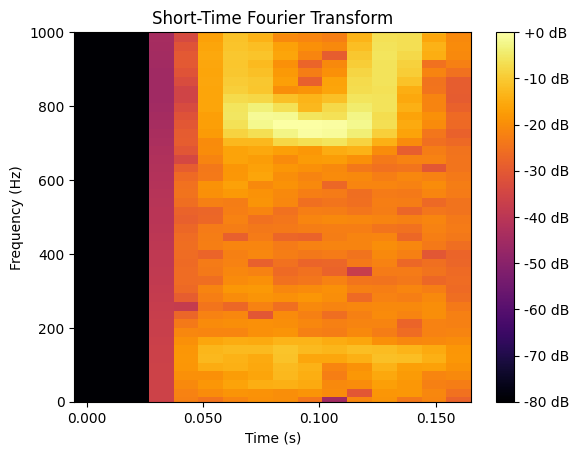 Short-Time Fourier Transform
1000
800
600
400
200
0
Frequency (Hz)
0.000
0.050
0.100
0.150
Time (s)
+0 dB
-10 dB
-20 dB
-30 dB
-40 dB
-50 dB
-60 dB
-70 dB
-80 dB